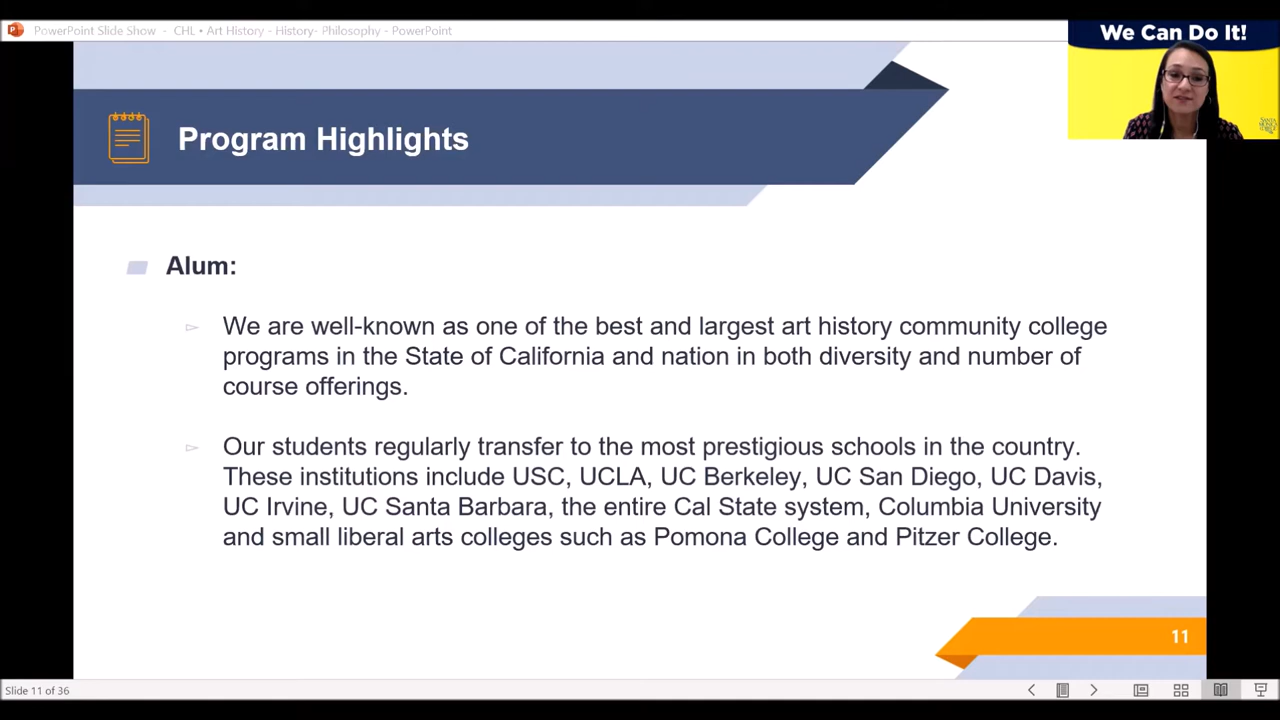 PowerPoint Slide Show - CHL • Art History - History- Philosophy - PowerPoint
We Can Do It!
SANTA
MONICA
COLLEGE
Program Highlights
Alum:
We are well-known as one of the best and largest art history community college
programs in the State of California and nation in both diversity and number of
course offerings.
Our students regularly transfer to the most prestigious schools in the country.
These institutions include USC, UCLA, UC Berkeley, UC San Diego, UC Davis,
UC Irvine, UC Santa Barbara, the entire Cal State system, Columbia University
and small liberal arts colleges such as Pomona College and Pitzer College.
11
Slide 11 of 36